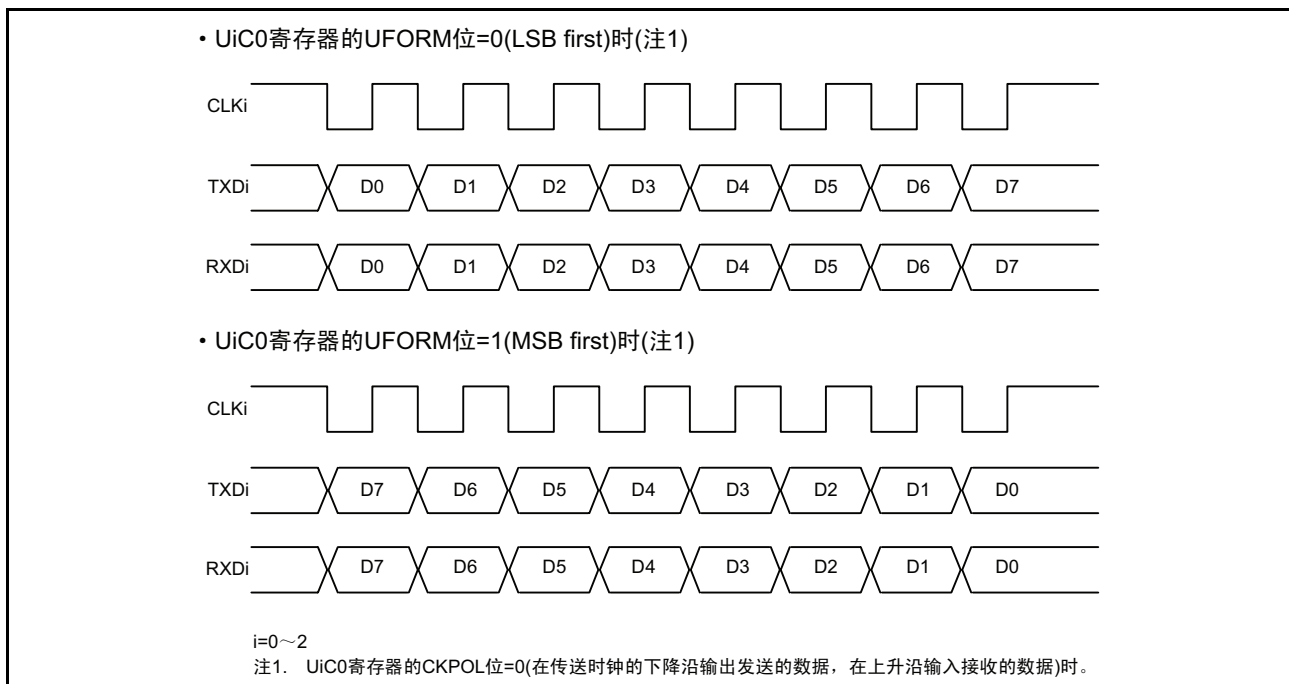 ・UiC0寄存器的UFORM位=0(LSB first)时(注1)
CLKi
TXDi D0 D1 D2 D3 D4 D5 D6 D7
RXDi D0 D1 D2 D3 D4 D5 D6 D7
・UiC0寄存器的UFORM位=1(MSB first)时(注1)
CLKi
TXDi D7 D6 D5 D4 D3 D2 D1 D0
RXDi D7 D6 D5 D4 D3 D2 D1 D0
i=0～2
注1. UiC0寄存器的CKPOL位=0(在传送时钟的下降沿输出发送的数据，在上升沿输入接收的数据)时。